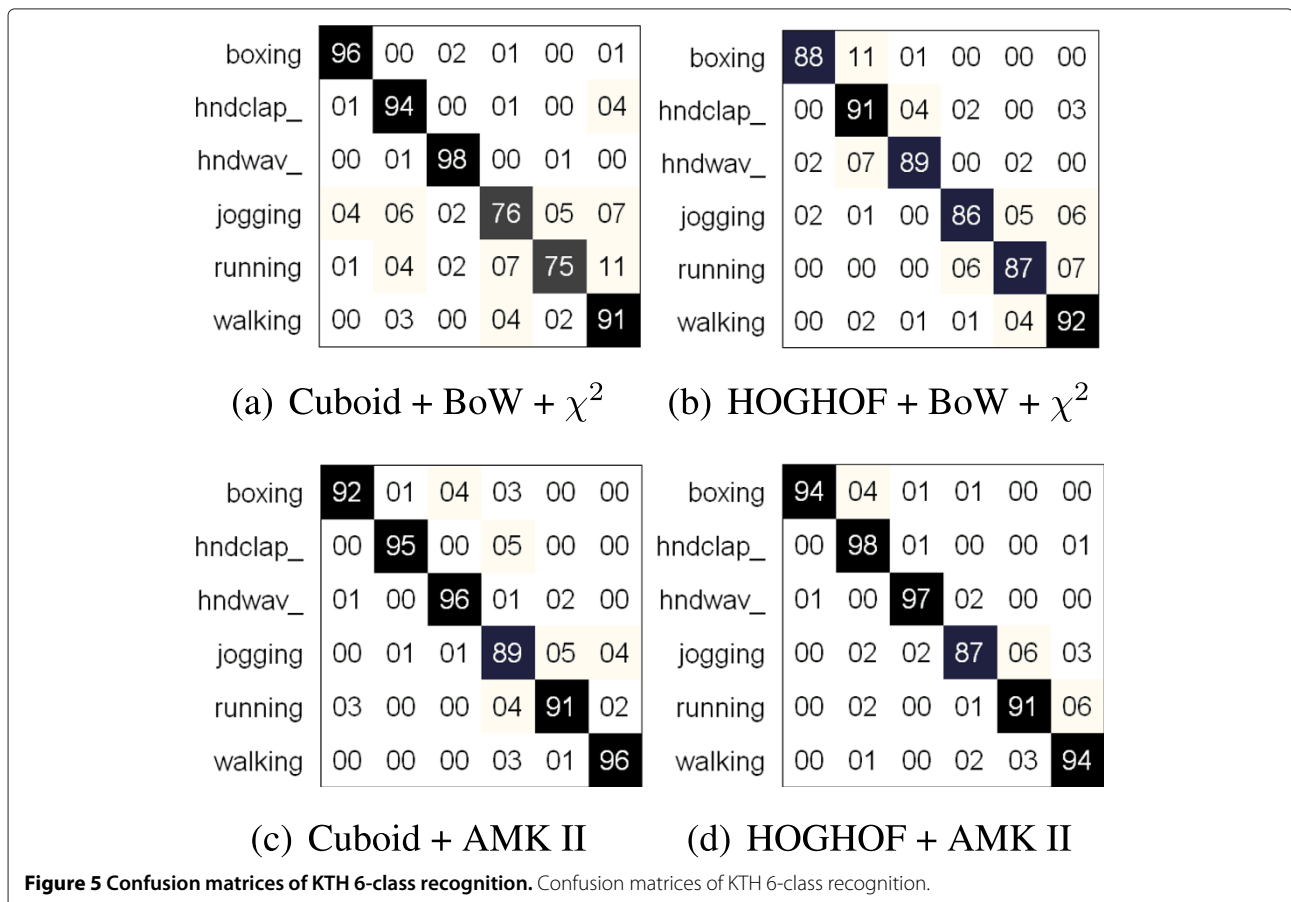 boxing 96 00 02 01 00 01
hndclap_ 01 94 00 01 00 04
hndwav_ 00 01 98 00 01 00
jogging 04 06 02 76 05 07
running 01 04 02 07 75 11
walking 00 03 00 04 02 91
(a) Cuboid + BoW + χ²
boxing 88 11 01 00 00 00
hndclap_ 00 91 04 02 00 03
hndwav_ 02 07 89 00 02 00
jogging 02 01 00 86 05 06
running 00 00 00 06 87 07
walking 00 02 01 01 04 92
(b) HOGHOF + BoW + χ²
boxing 92 01 04 03 00 00
hndclap_ 00 95 00 05 00 00
hndwav_ 01 00 96 01 02 00
jogging 00 01 01 89 05 04
running 03 00 00 04 91 02
walking 00 00 00 03 01 96
(c) Cuboid + AMK II
boxing 94 04 01 01 00 00
hndclap_ 00 98 01 00 00 01
hndwav_ 01 00 97 02 00 00
jogging 00 02 02 87 06 03
running 00 02 00 01 91 06
walking 00 01 00 02 03 94
(d) HOGHOF + AMK II
Figure 5 Confusion matrices of KTH 6-class recognition. Confusion matrices of KTH 6-class recognition.